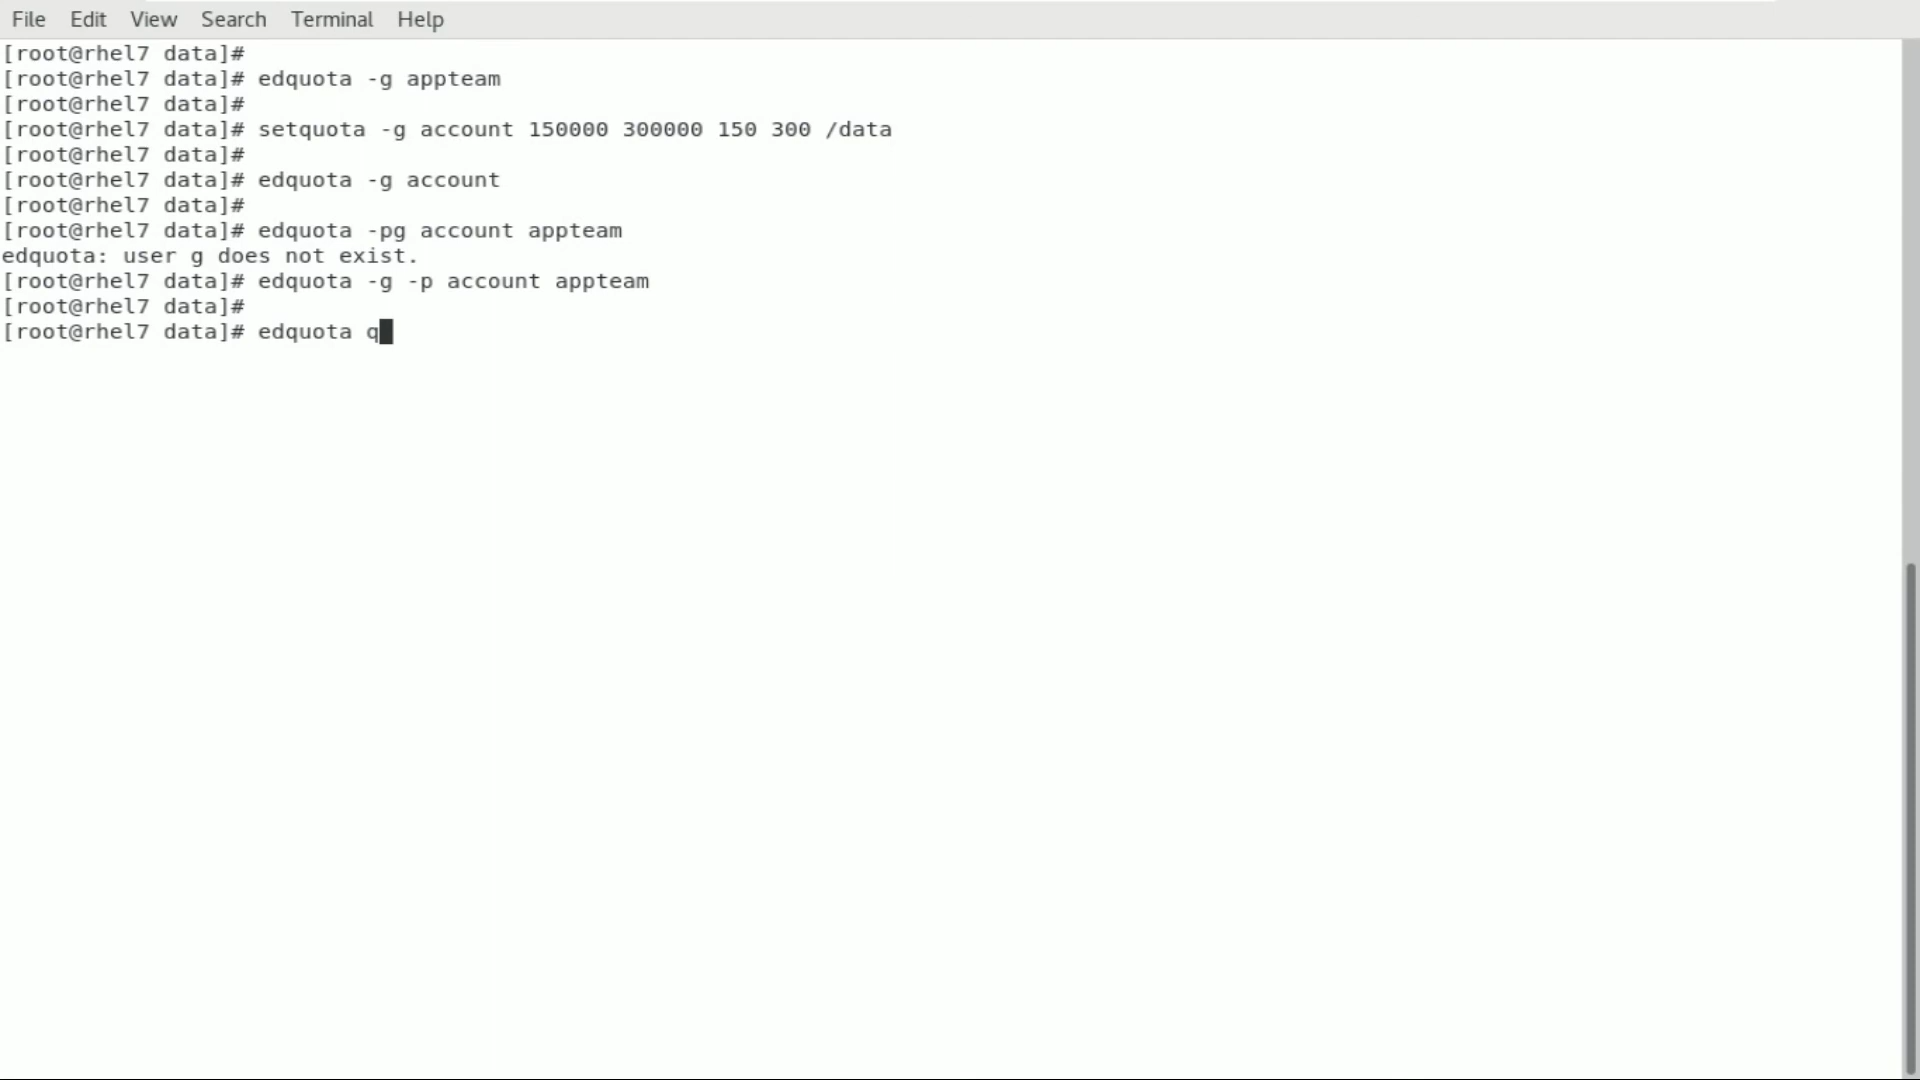 File Edit View Search Terminal Help
[root@rhel7 data]#
[root@rhel7 data]# edquota -g appteam
[root@rhel7 data]#
[root@rhel7 data]# setquota -g account 150000 300000 150 300 /data
[root@rhel7 data]#
[root@rhel7 data]# edquota -g account
[root@rhel7 data]#
[root@rhel7 data]# edquota -pg account appteam
edquota: user g does not exist.
[root@rhel7 data]# edquota -g -p account appteam
[root@rhel7 data]#
[root@rhel7 data]# edquota q